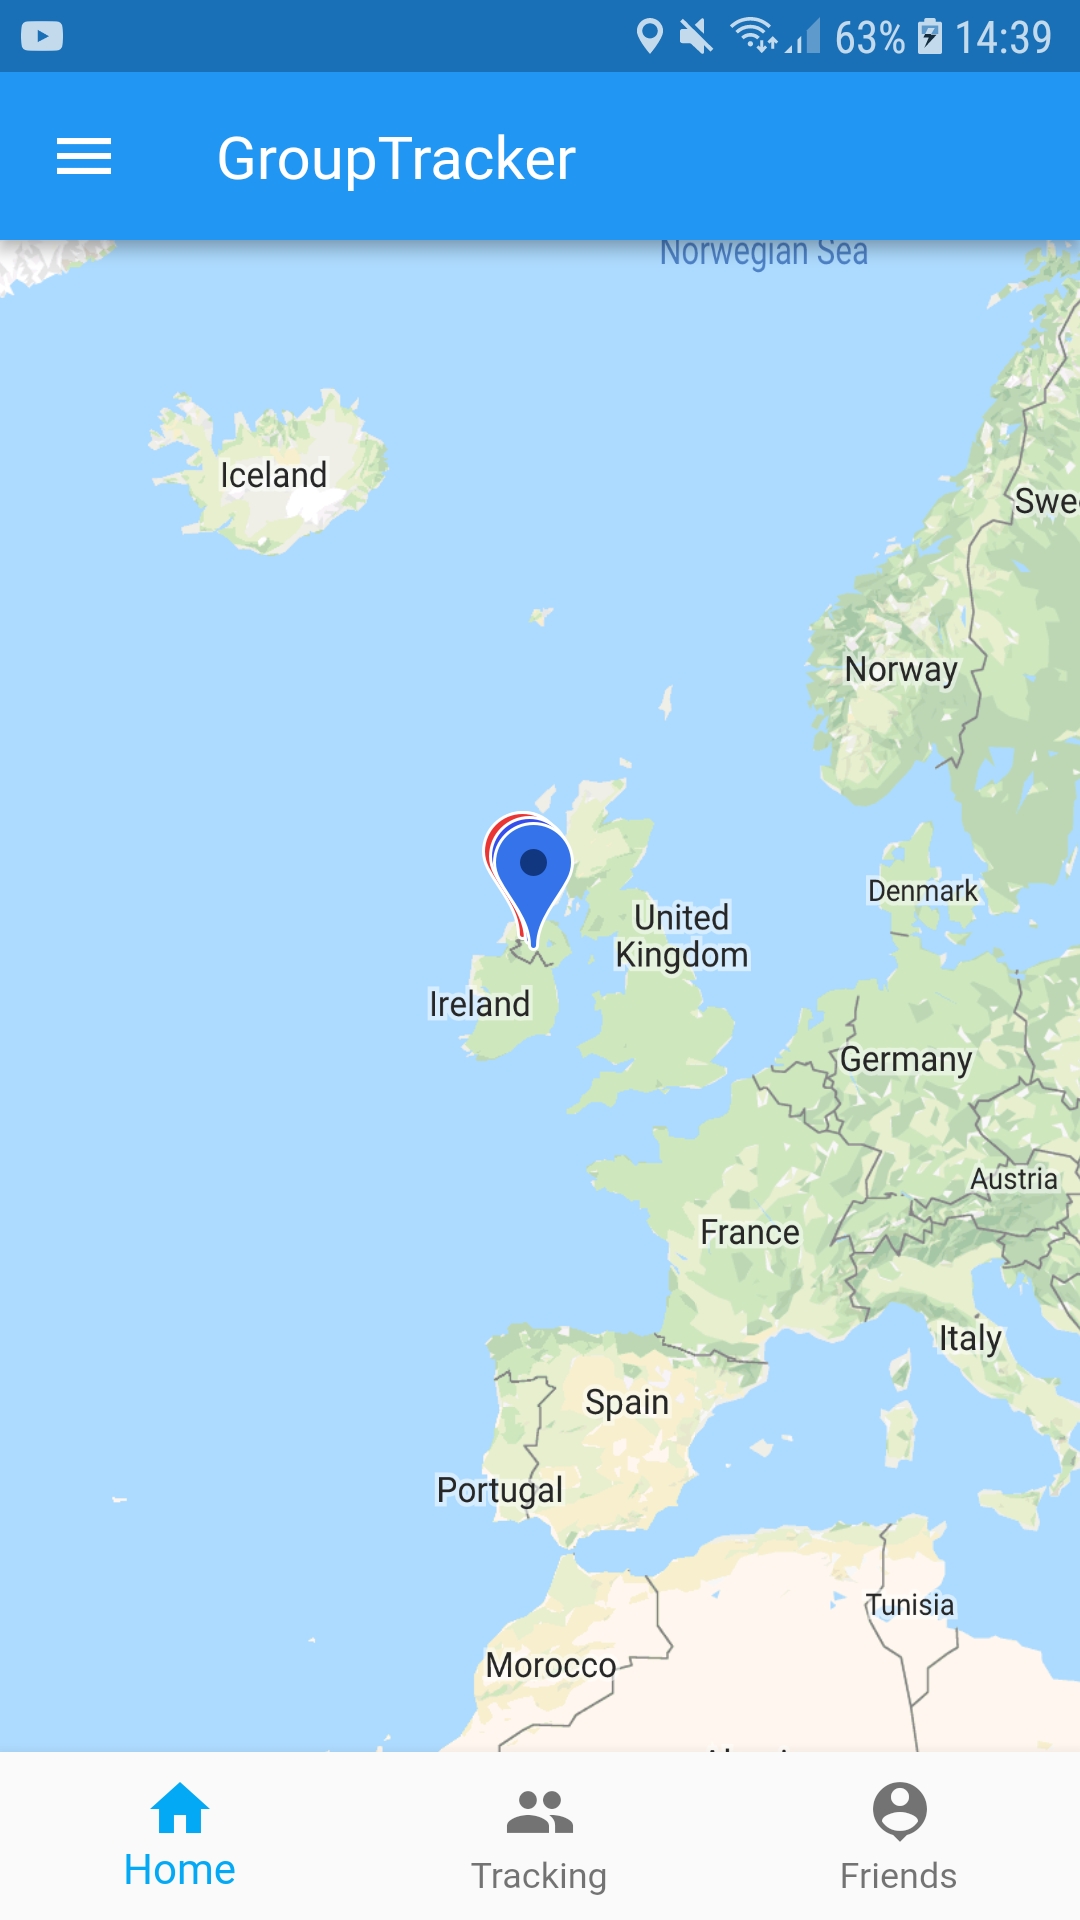 63% 14:39
GroupTracker
Norwegian Sea
Iceland
Swe
Norway
Denmark
United
Kingdom
Ireland
Germany
Austria
France
Italy
Spain
Portugal
Tunisia
Morocco
Home Tracking Friends